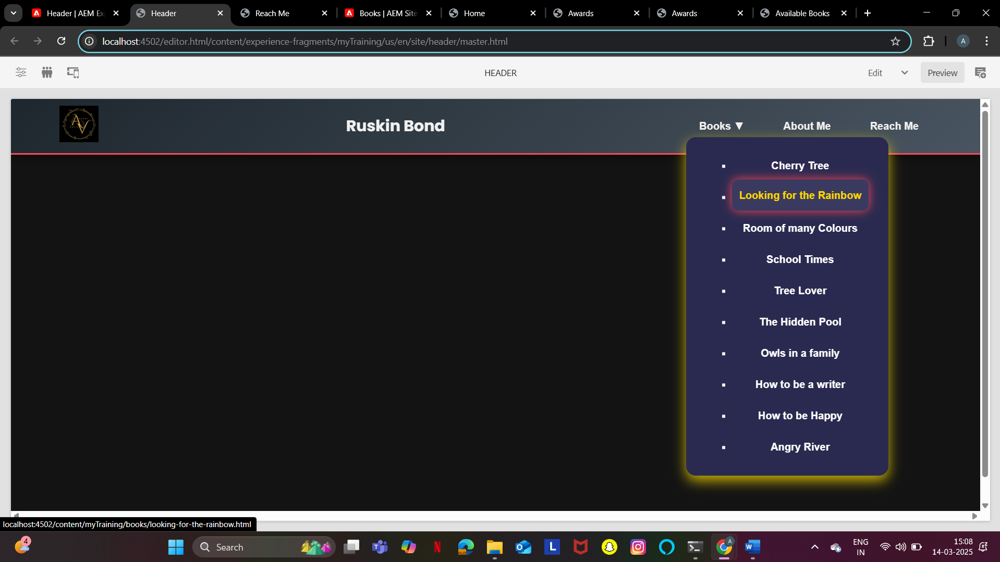 Header | AEM Ex
Header
Reach Me
Books | AEM Site
Home
Awards
Awards
Available Books
localhost:4502/editor.html/content/experience-fragments/myTraining/us/en/site/header/master.html
A
HEADER
Edit
Preview
AV
Ruskin Bond
Books ▼
About Me
Reach Me
Cherry Tree
Looking for the Rainbow
Room of many Colours
School Times
Tree Lover
The Hidden Pool
Owls in a family
How to be a writer
How to be Happy
Angry River
localhost:4502/content/myTraining/books/looking-for-the-rainbow.html
4
Search
ENG
IN
15:08
14-03-2025